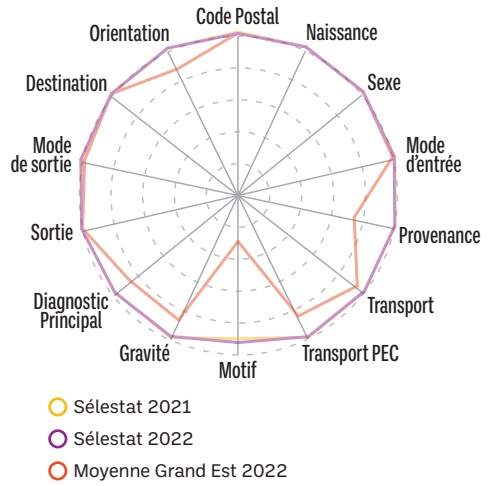 Code Postal
Naissance
Sexe
Mode
d'entrée
Provenance
Transport
Transport PEC
Motif
Gravité
Diagnostic
Principal
Sortie
Mode
de sortie
Destination
Orientation
Sélestat 2021
Sélestat 2022
Moyenne Grand Est 2022